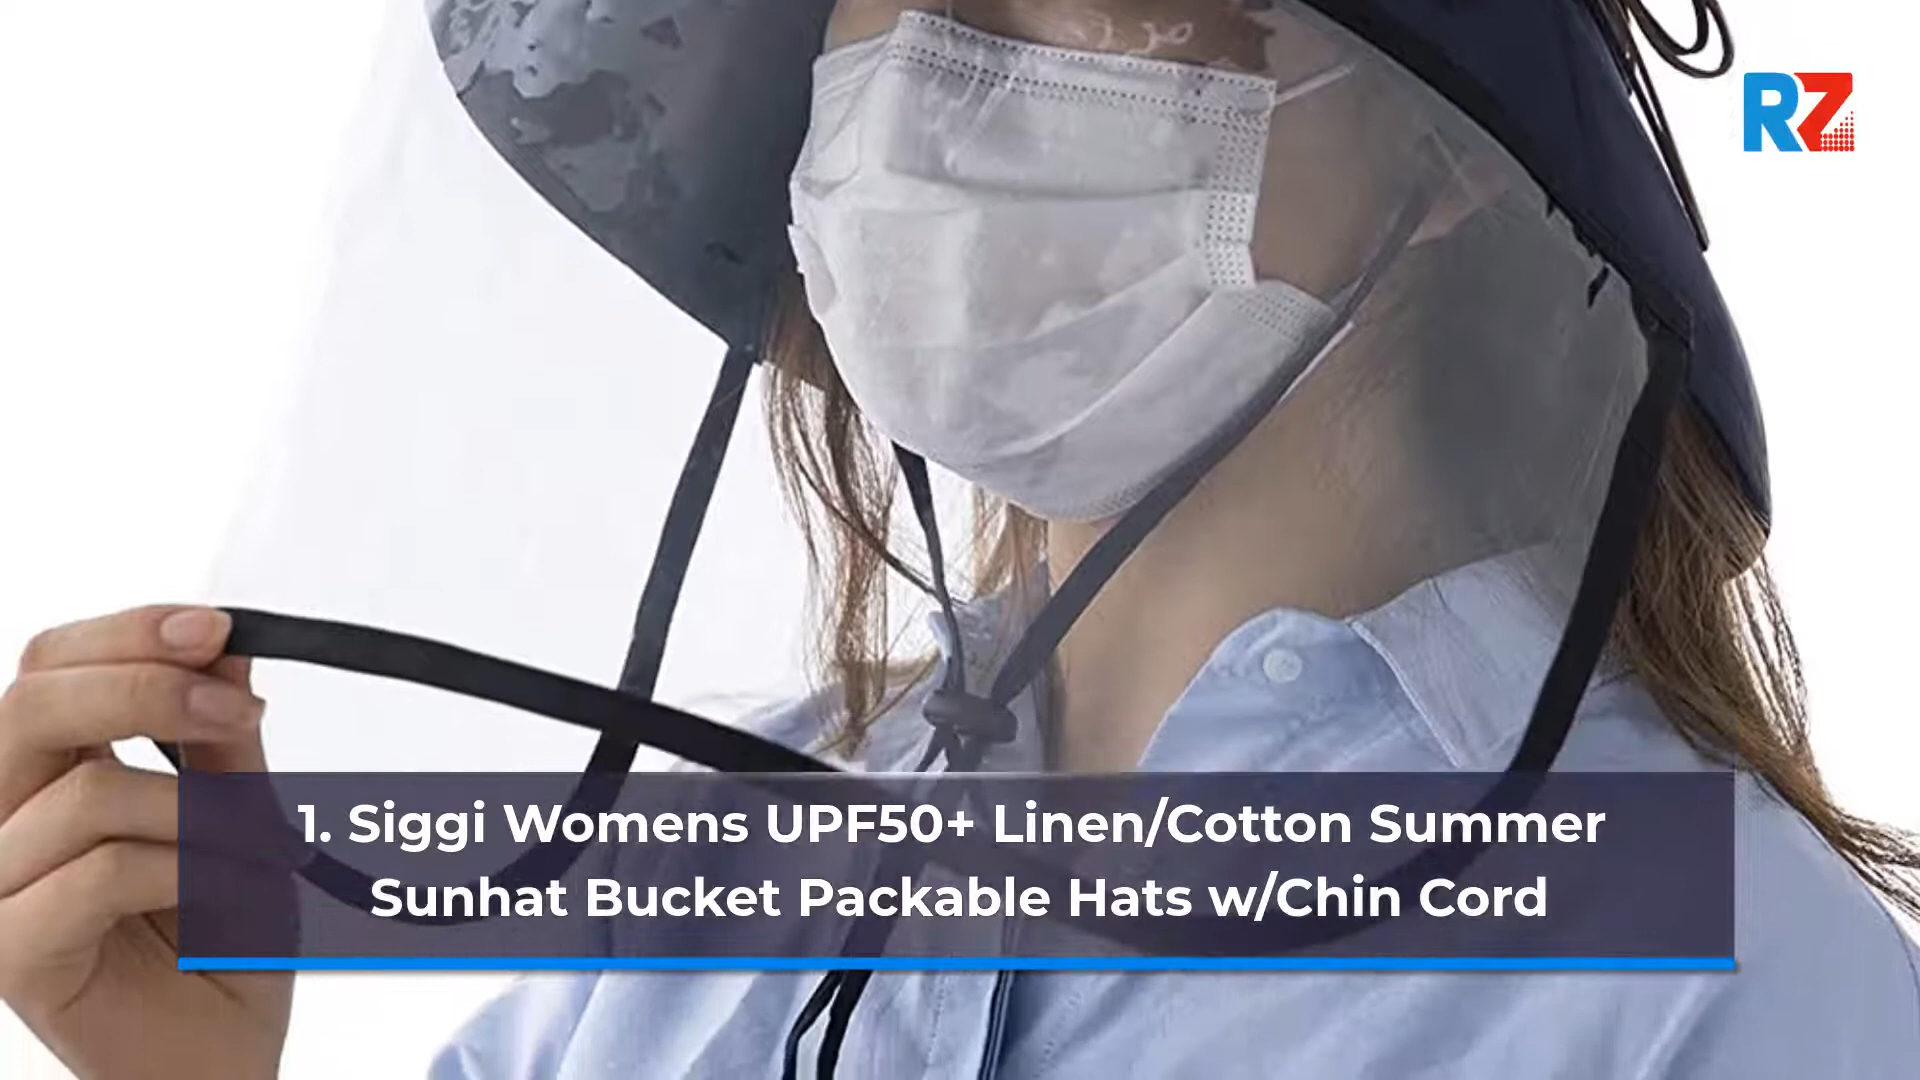 RZ
1. Siggi Womens UPF50+ Linen/Cotton Summer
Sunhat Bucket Packable Hats w/Chin Cord